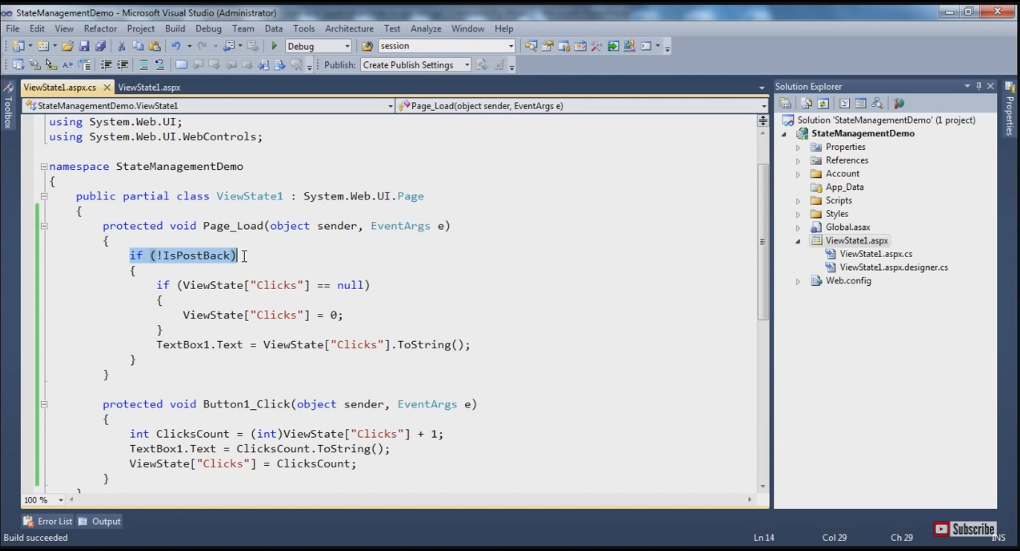 StateManagementDemo - Microsoft Visual Studio (Administrator)
File Edit View Refactor Project Build Debug Team Data Tools Architecture Test Analyze Window Help
Debug session
Publish: Create Publish Settings
ViewState1.aspx.cs ViewState1.aspx
StateManagementDemo.ViewState1 Page_Load(object sender, EventArgs e)
using System.Web.UI;
using System.Web.UI.WebControls;
namespace StateManagementDemo
{
public partial class ViewState1 : System.Web.UI.Page
{
protected void Page_Load(object sender, EventArgs e)
{
if (!IsPostBack)
{
if (ViewState["Clicks"] == null)
{
ViewState["Clicks"] = 0;
}
TextBox1.Text = ViewState["Clicks"].ToString();
}
}
protected void Button1_Click(object sender, EventArgs e)
{
int ClicksCount = (int)ViewState["Clicks"] + 1;
TextBox1.Text = ClicksCount.ToString();
ViewState["Clicks"] = ClicksCount;
}
}
100 %
Toolbox
Solution Explorer
Solution 'StateManagementDemo' (1 project)
StateManagementDemo
Properties
References
Account
App_Data
Scripts
Styles
Global.asax
ViewState1.aspx
ViewState1.aspx.cs
ViewState1.aspx.designer.cs
Web.config
Properties
Error List Output
Subscribe
Build succeeded Ln 14 Col 29 Ch 29 INS